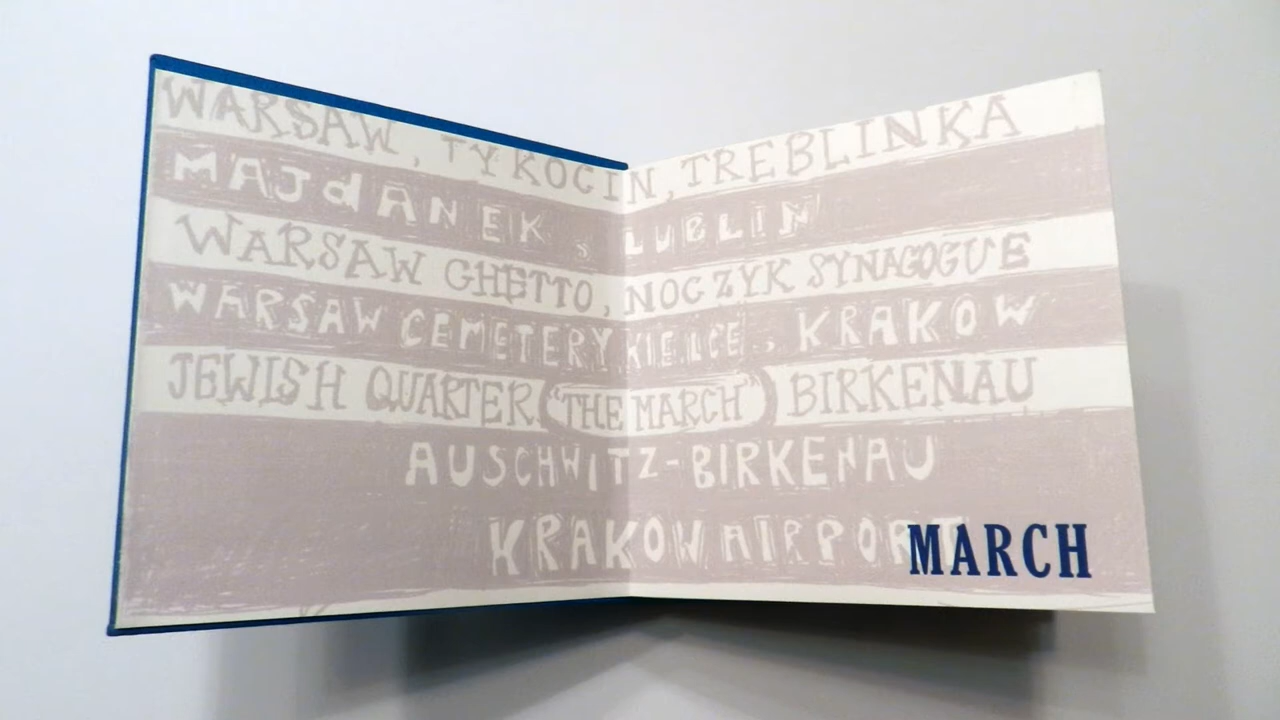 WARSAW, TYKOCIN, TREBLINKA
MAJdANEK, LUBLIN
WARSAW GHETTO, NOCZYK SYNAGOGUE
WARSAW CEMETERY KIELCE, KRAKOW
JEWISH QUARTER ("THE MARCH") BIRKENAU
AUSCHWITZ-BIRKENAU
KRAKOW AIRPORT
MARCH